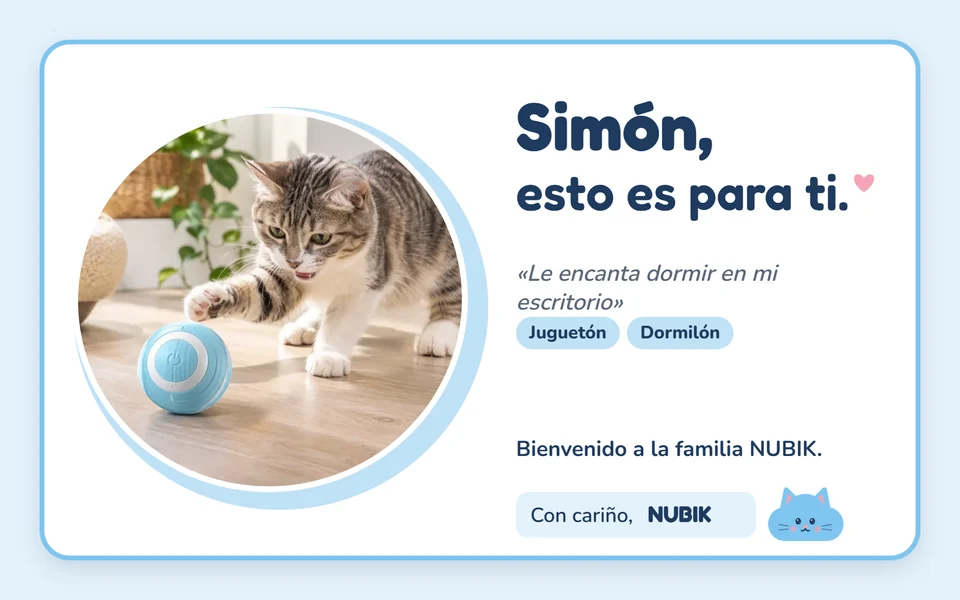 Simón,
esto es para ti.
«Le encanta dormir en mi
escritorio»
Juguetón Dormilón
Bienvenido a la familia NUBIK.
Con cariño, NUBIK